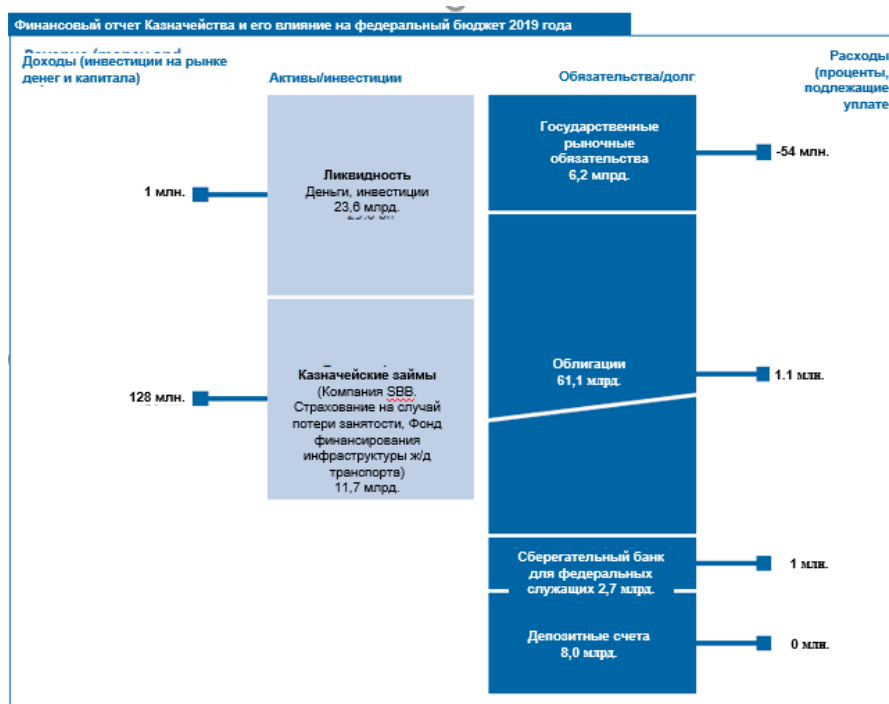 Финансовый отчет Казначейства и его влияние на федеральный бюджет 2019 года
Доходы (инвестиции на рынке
денег и капитала)
Активы/инвестиции
Обязательства/долг
Расходы
(проценты,
подлежащие
уплате
Ликвидность
Деньги, инвестиции
23,6 млрд.
1 млн.
Казначейские займы
(Компания SBB.
Страхование на случай
потери занятости, Фонд
финансирования
инфраструктуры ж/д
транспорта)
11,7 млрд.
128 млн.
Государственные
рыночные
обязательства
6,2 млрд.
-54 млн.
Облигации
61,1 млрд.
1.1 млн.
Сберегательный банк
для федеральных
служащих 2,7 млрд.
1 млн.
Депозитные счета
8,0 млрд.
0 млн.